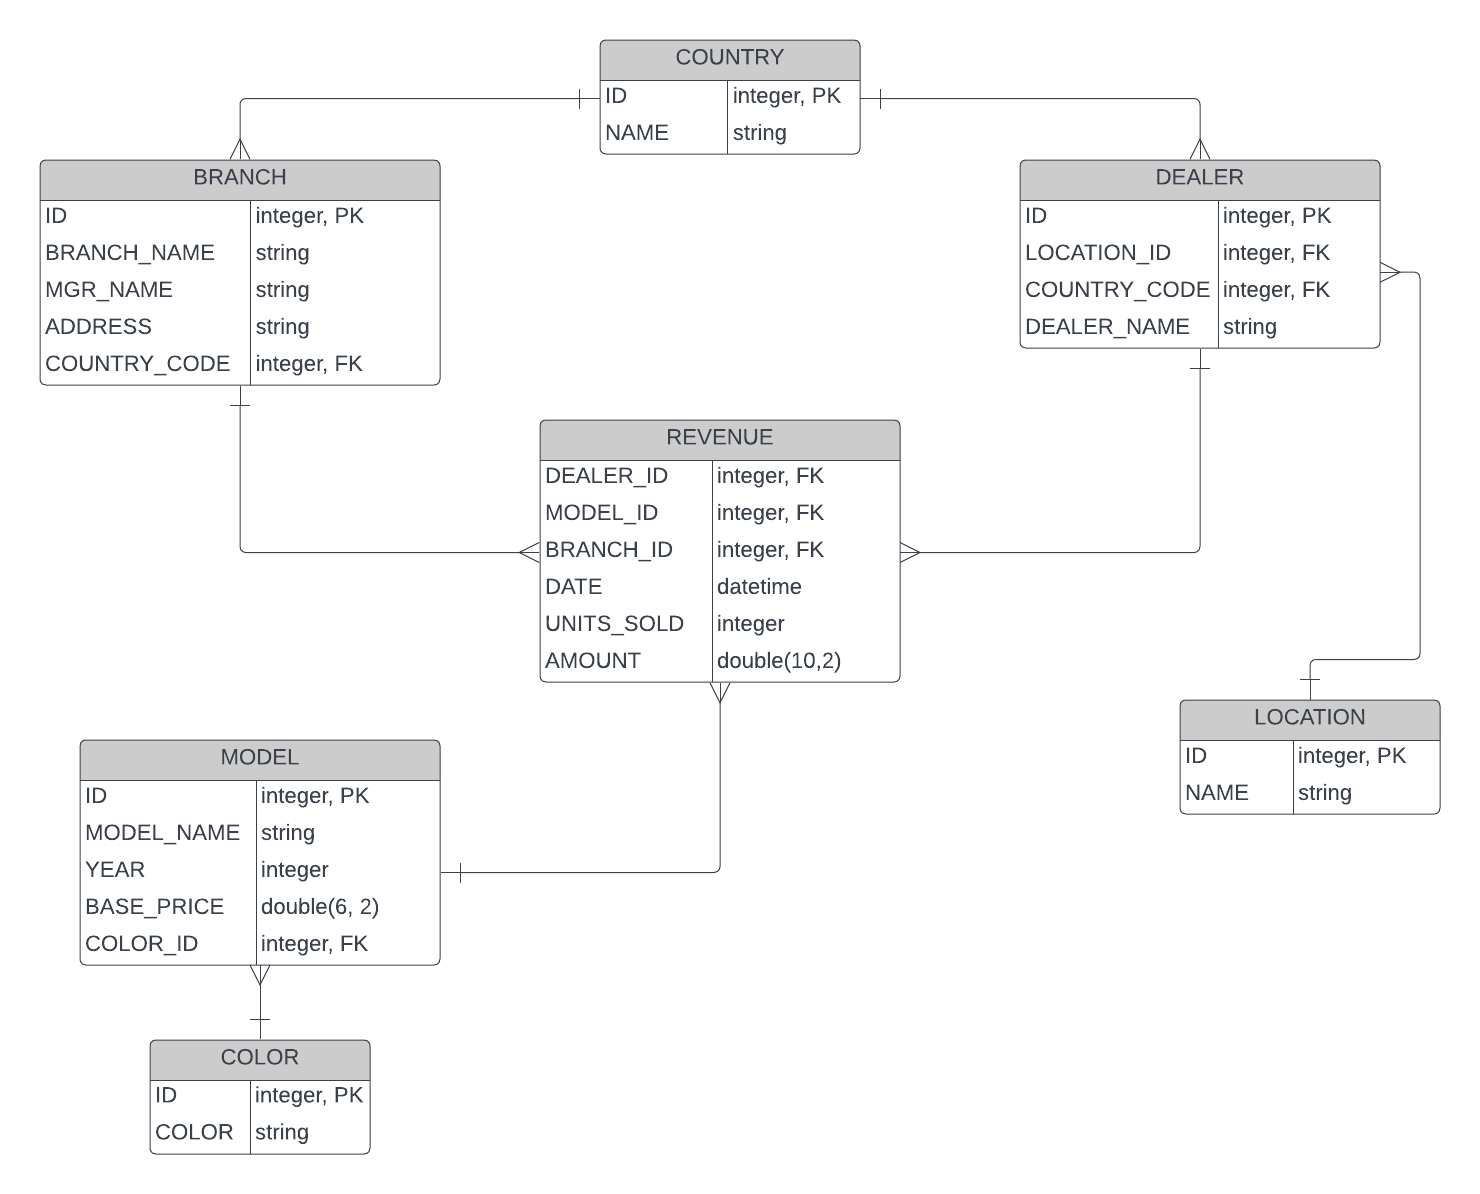 COUNTRY
ID integer, PK
NAME string
BRANCH
ID integer, PK
BRANCH_NAME string
MGR_NAME string
ADDRESS string
COUNTRY_CODE integer, FK
DEALER
ID integer, PK
LOCATION_ID integer, FK
COUNTRY_CODE integer, FK
DEALER_NAME string
REVENUE
DEALER_ID integer, FK
MODEL_ID integer, FK
BRANCH_ID integer, FK
DATE datetime
UNITS_SOLD integer
AMOUNT double(10,2)
LOCATION
ID integer, PK
NAME string
MODEL
ID integer, PK
MODEL_NAME string
YEAR integer
BASE_PRICE double(6, 2)
COLOR_ID integer, FK
COLOR
ID integer, PK
COLOR string